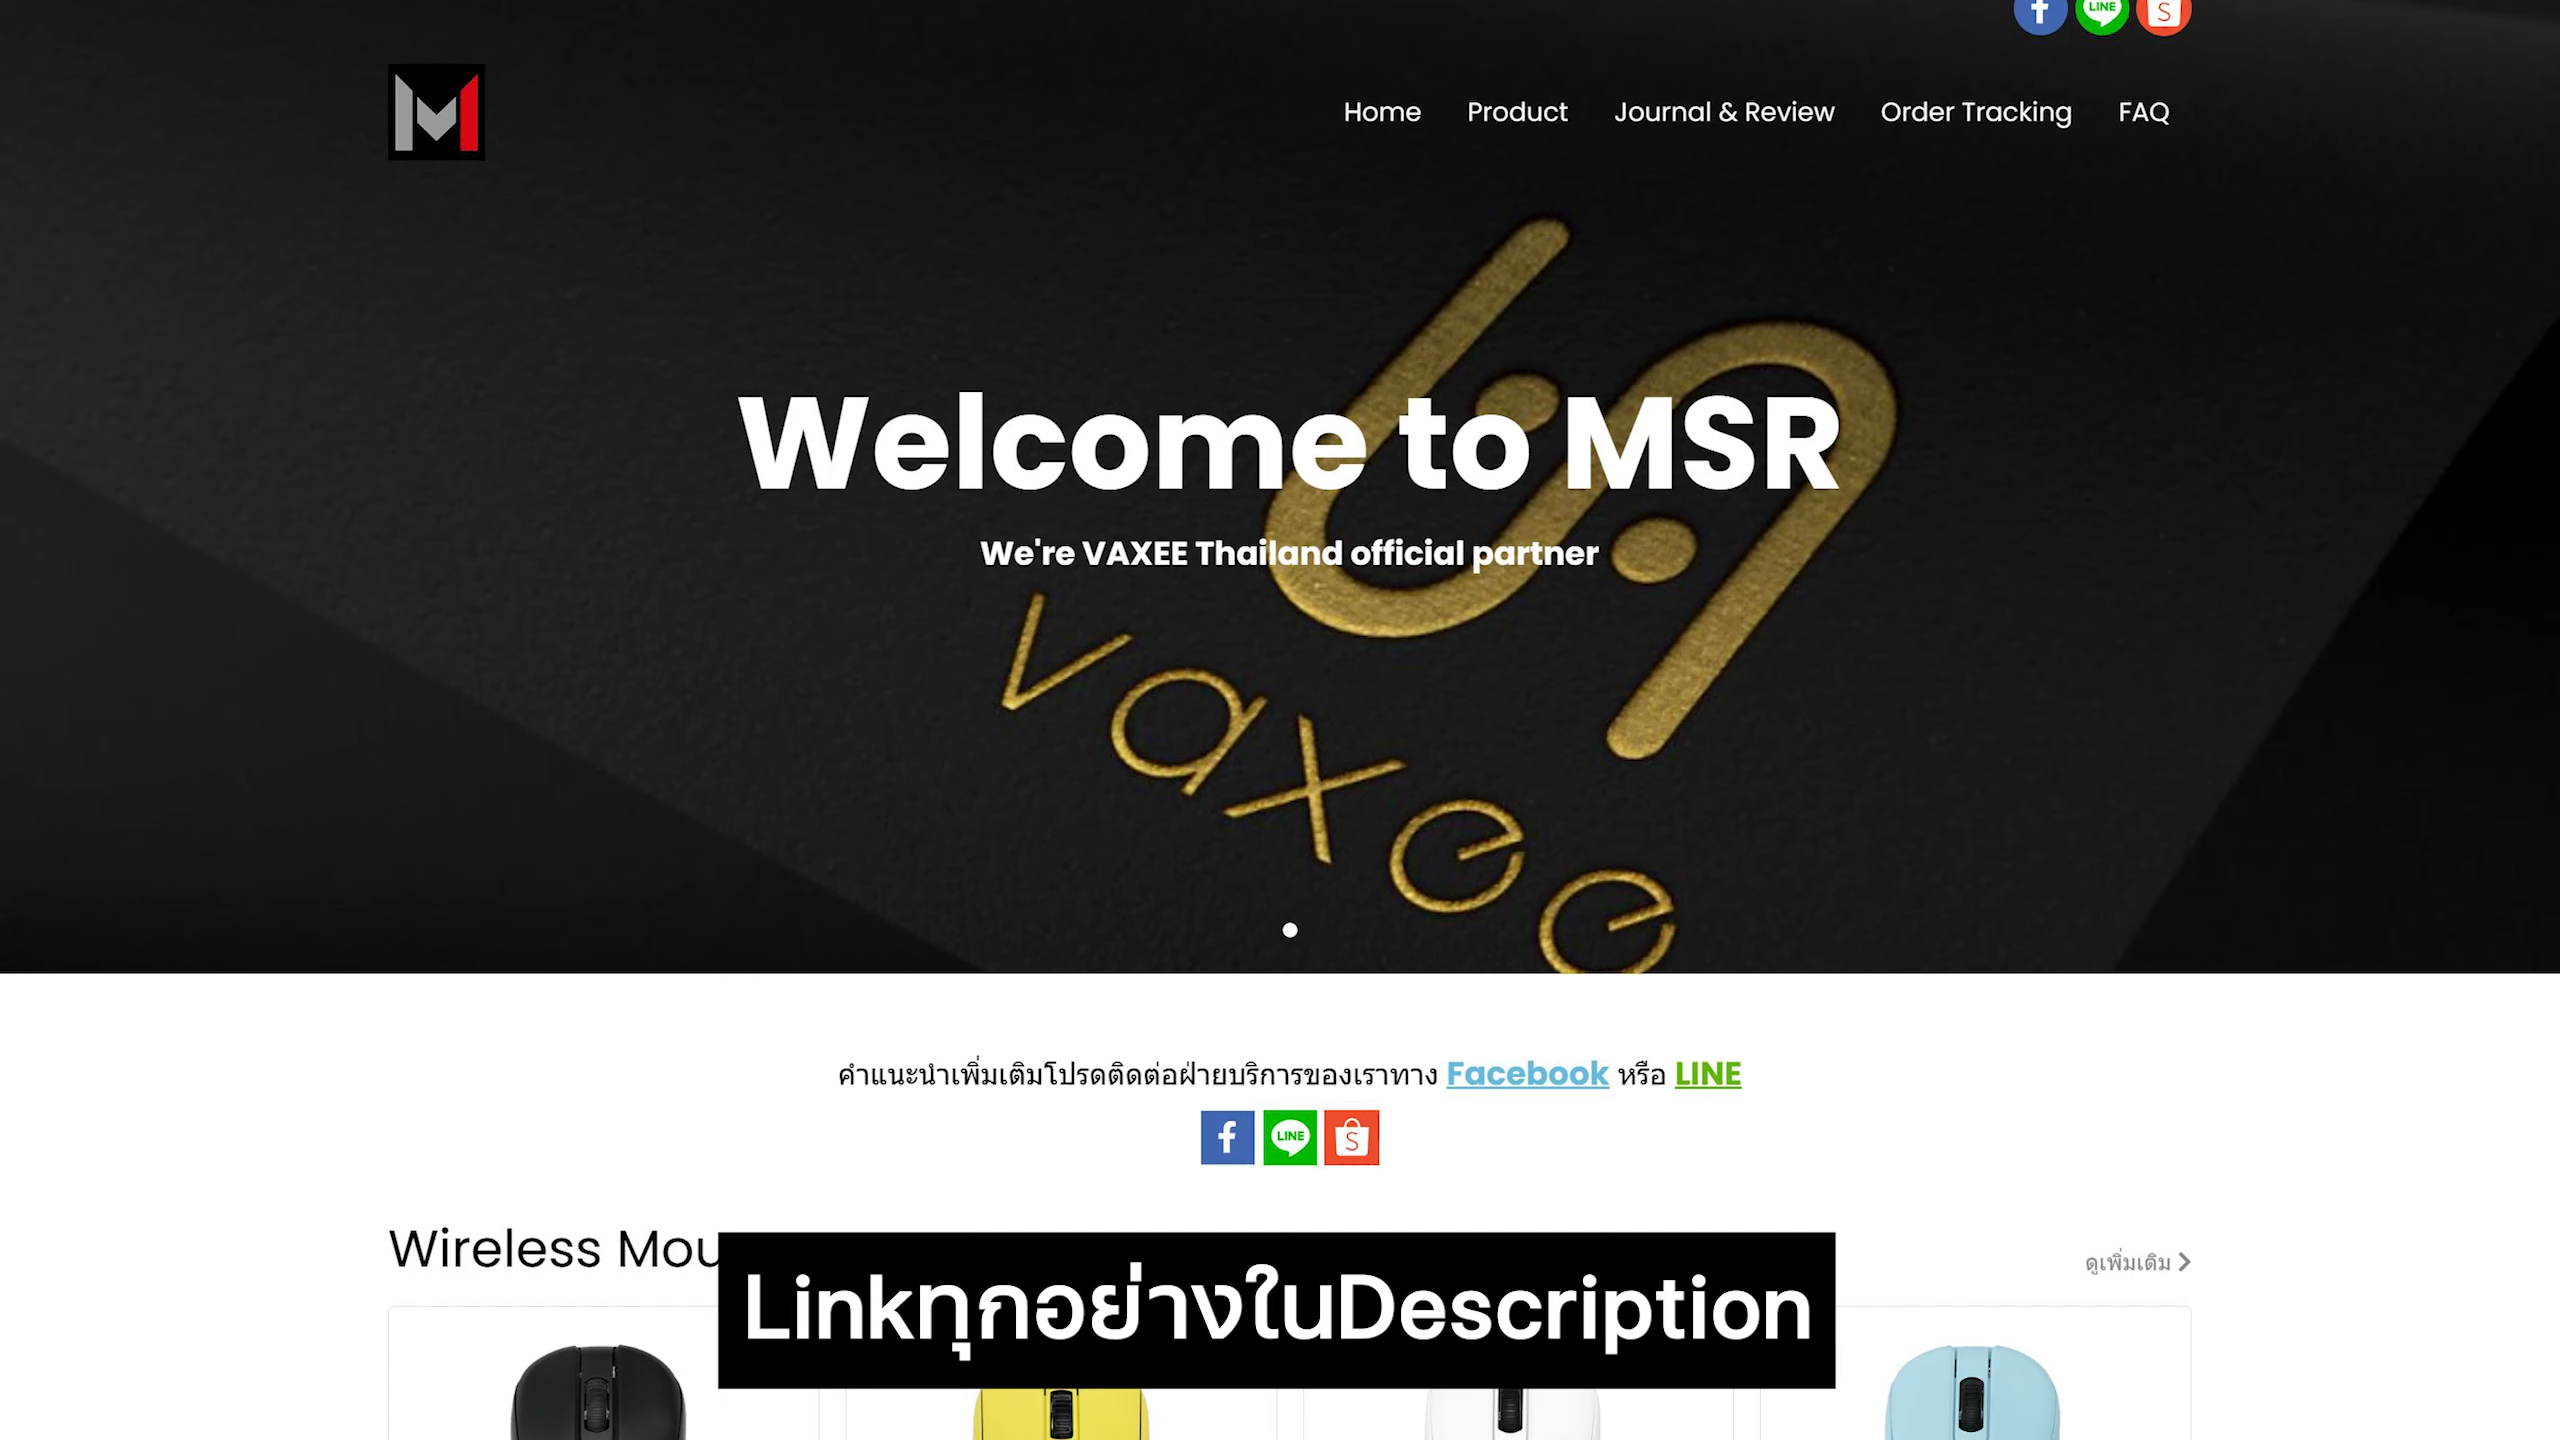 LINE
S
Home Product Journal & Review Order Tracking FAQ
Welcome to MSR
We're VAXEE Thailand official partner
vaxee
คำแนะนำเพิ่มเติมโปรดติดต่อฝ่ายบริการของเราทาง Facebook หรือ LINE
LINE
S
Wireless Mou
ดูเพิ่มเติม
Linkทุกอย่างในDescription